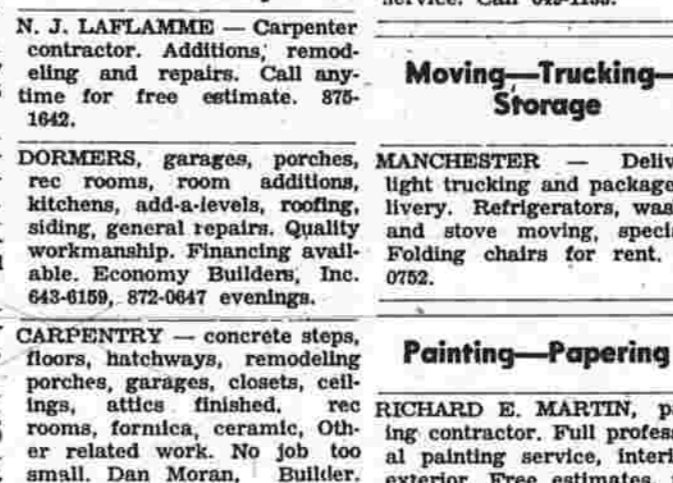 N. J. LAFLAMME — Carpenter
contractor. Additions, remod-
eling and repairs. Call any-
time for free estimate. 875-
1642.
DORMERS, garages, porches,
rec rooms, room additions,
kitchens, add-a-levels, roofing,
siding, general repairs. Quality
workmanship. Financing avail-
able. Economy Builders, Inc.
643-6159, 872-0647 evenings.
CARPENTRY — concrete steps,
floors, hatchways, remodeling
porches, garages, closets, ceil-
ings, attics finished, rec
rooms, formica, ceramic, Oth-
er related work. No job too
small. Dan Moran, Builder.
Moving—Trucking—
Storage
MANCHESTER — Deliv
light trucking and package
livery. Refrigerators, was
and stove moving, speci
Folding chairs for rent.
0752.
Painting—Papering
RICHARD E. MARTIN, p
ing contractor. Full profess
al painting service, interi
exterior. Free estimates,